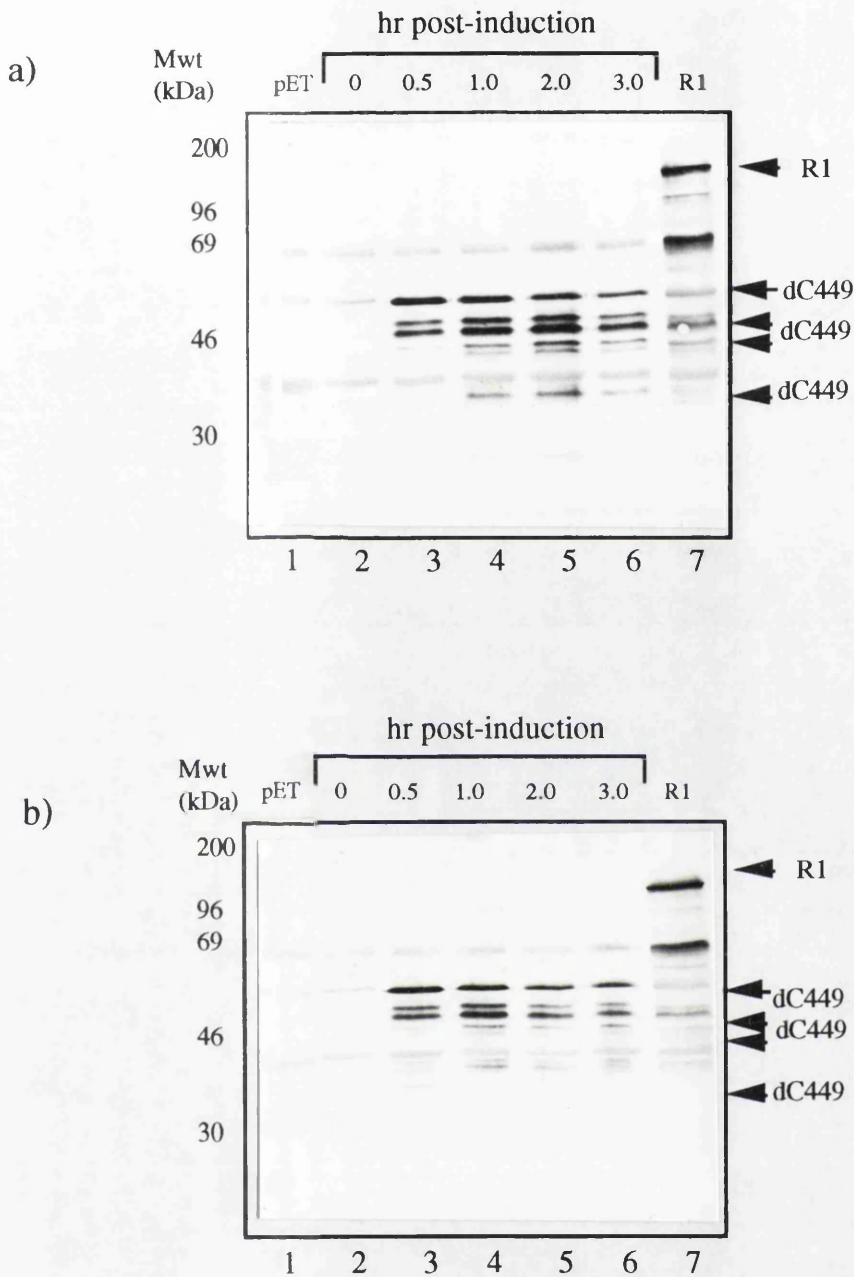 hr post-induction
a)
Mwt
(kDa)
pET 0 0.5 1.0 2.0 3.0 R1
200
R1
96
69
dC449
dC449
46
dC449
30
1 2 3 4 5 6 7
hr post-induction
b)
Mwt
(kDa)
pET 0 0.5 1.0 2.0 3.0 R1
200
R1
96
69
dC449
dC449
46
dC449
30
1 2 3 4 5 6 7